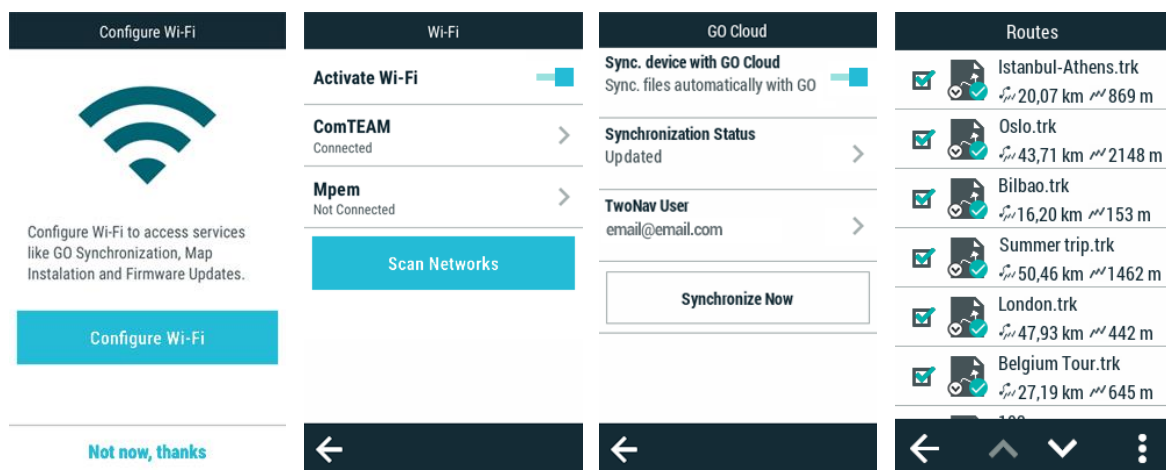 Configure Wi-Fi
Configure Wi-Fi to access services
like GO Synchronization, Map
Instalation and Firmware Updates.
Configure Wi-Fi
Not now, thanks
Wi-Fi
Activate Wi-Fi
ComTEAM
Connected
Mpem
Not Connected
Scan Networks
GO Cloud
Sync. device with GO Cloud
Sync. files automatically with GO
Synchronization Status
Updated
TwoNav User
email@email.com
Synchronize Now
Routes
Istanbul-Athens.trk
20,07 km 869 m
Oslo.trk
43,71 km 2148 m
Bilbao.trk
16,20 km 153 m
Summer trip.trk
50,46 km 1462 m
London.trk
47,93 km 442 m
Belgium Tour.trk
27,19 km 645 m